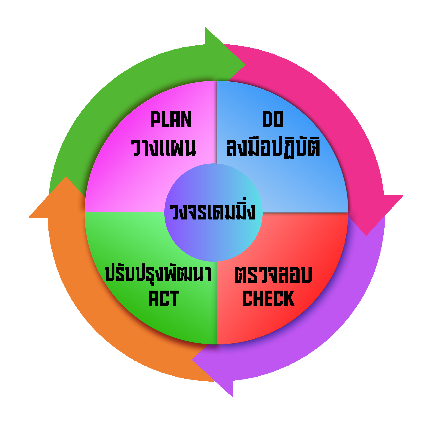 PLAN
วางแผน
DO
ลงมือปฏิบัติ
วงจรเดมมิ่ง
ปรับปรุงพัฒนา
ACT
ตรวจสอบ
CHECK